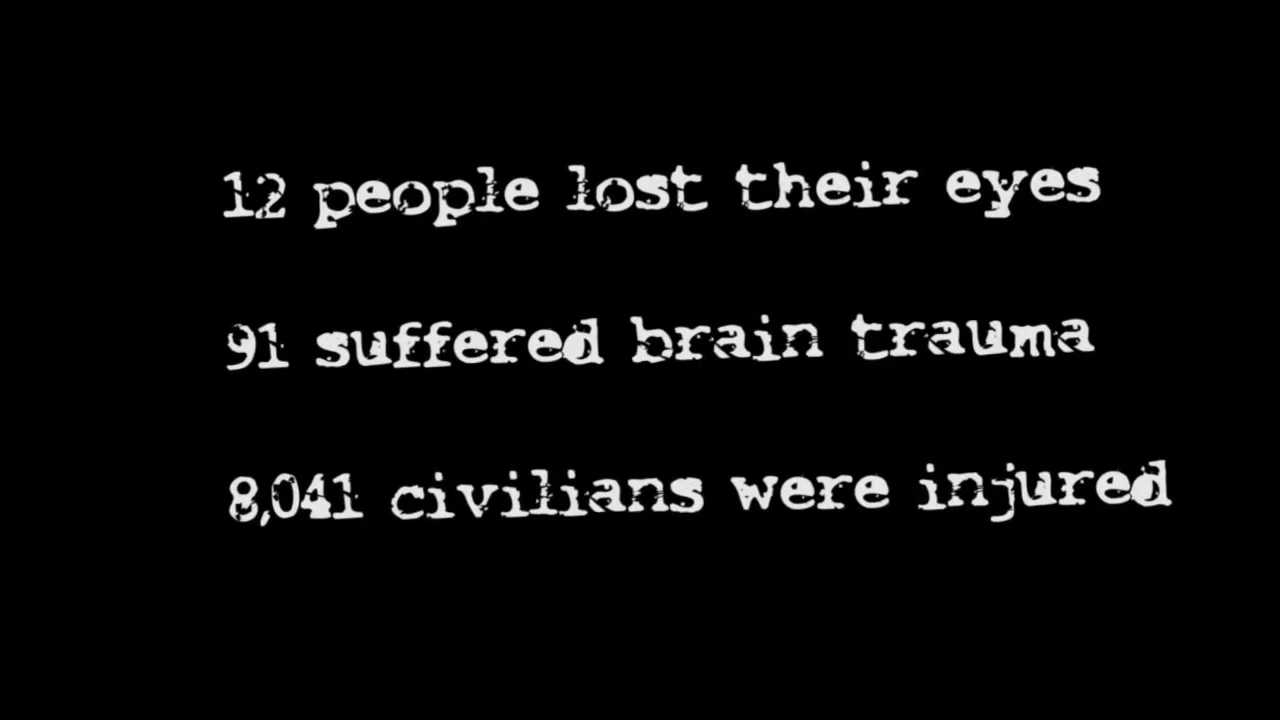 12 people lost their eyes
91 suffered brain trauma
8,041 civilians were injured